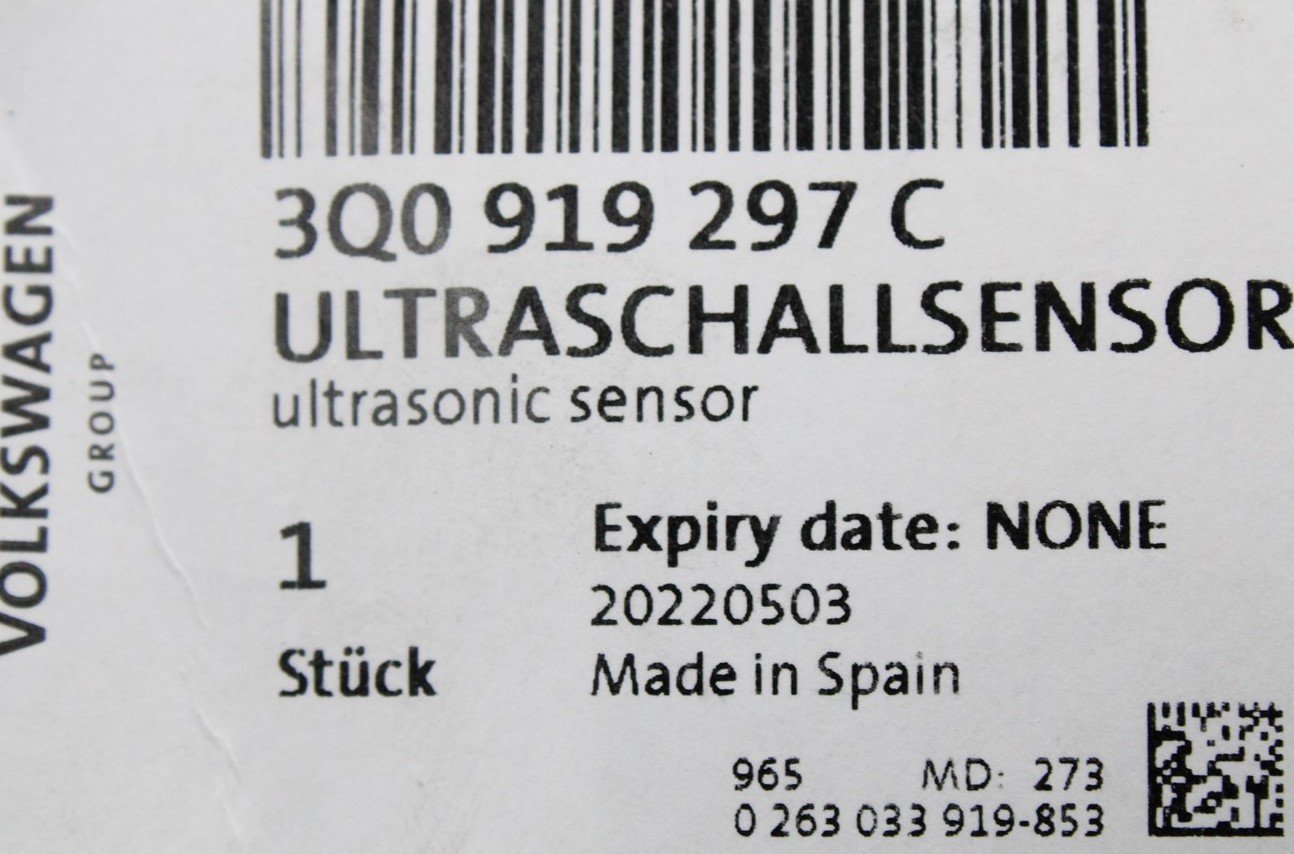 VOLKSWAGEN
GROUP
3Q0 919 297 C
ULTRASCHALLSENSOR
ultrasonic sensor
1
Stück
Expiry date: NONE
20220503
Made in Spain
965 MD: 273
0 263 033 919-853